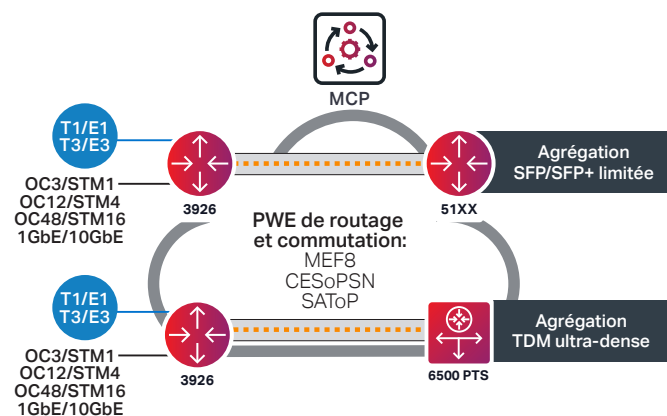 MCP
T1/E1
T3/E3
OC3/STM1
OC12/STM4
OC48/STM16
1GbE/10GbE
3926
51XX
Agrégation
SFP/SFP+ limitée
PWE de routage
et commutation:
MEF8
CESoPSN
SAToP
T1/E1
T3/E3
OC3/STM1
OC12/STM4
OC48/STM16
1GbE/10GbE
3926
6500 PTS
Agrégation
TDM ultra-dense